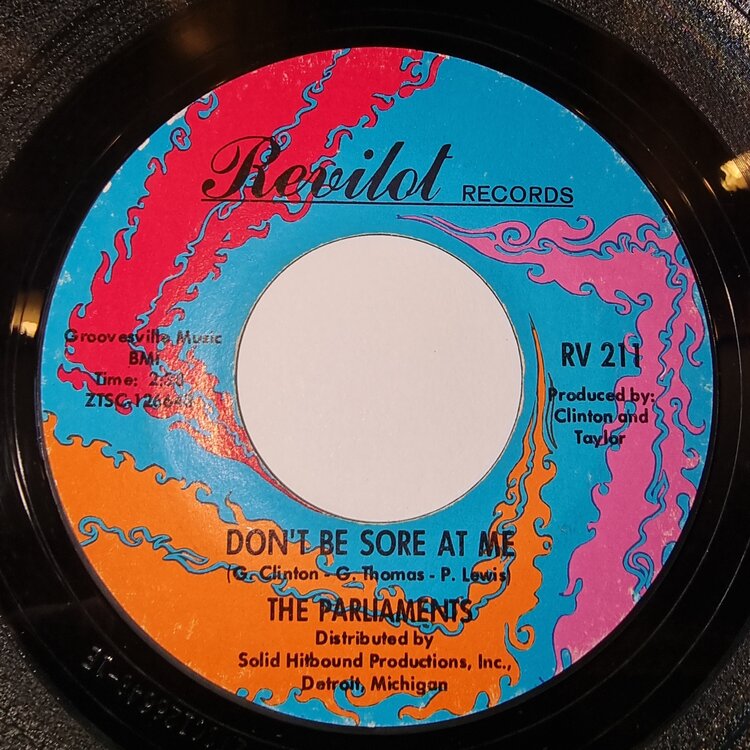 Revilot RECORDS
Groovesville Music
BMI
Time:
RV 211
Produced by:
Clinton and
Taylor
DON'T BE SORE AT ME
(G. Clinton - G. Thomas - P. Lewis)
THE PARLIAMENTS
Distributed by
Solid Hitbound Productions, Inc.,
Detroit, Michigan